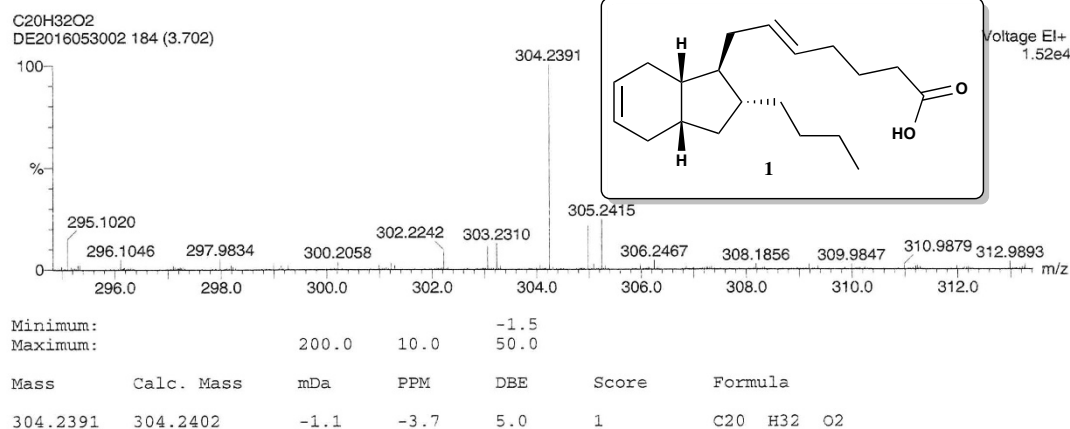 C20H32O2
DE2016053002 184 (3.702)
Voltage EI+
1.52e4
100
%
0
304.2391
295.1020
296.1046
297.9834
300.2058
302.2242
303.2310
305.2415
306.2467
308.1856
309.9847
310.9879
312.9893
m/z
296.0
298.0
300.0
302.0
304.0
306.0
308.0
310.0
312.0
H
H
O
HO
1
Minimum: -1.5
Maximum: 200.0 10.0 50.0
Mass Calc. Mass mDa PPM DBE Score Formula
304.2391 304.2402 -1.1 -3.7 5.0 1 C20 H32 O2